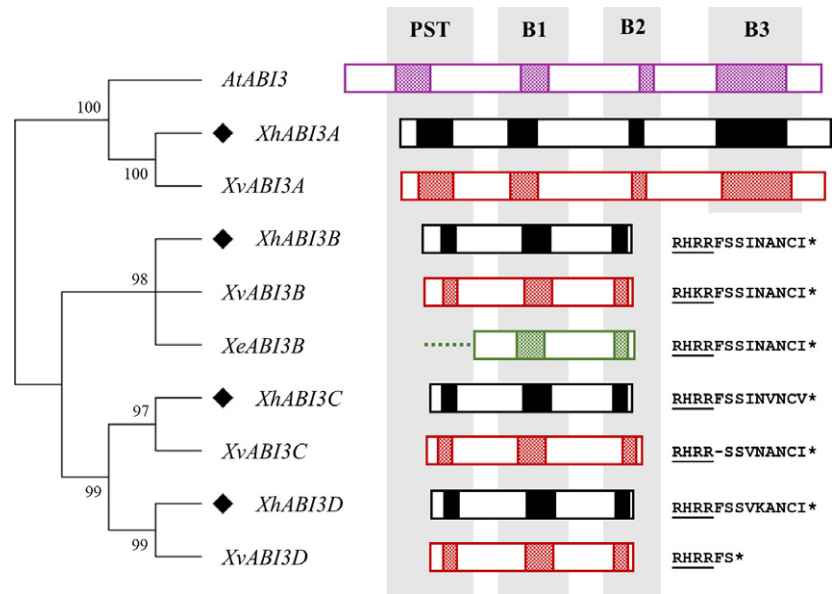 PST B1 B2 B3
AtABI3
100
XhABI3A
100
XvABI3A
XhABI3B RHRRFSSINANCI*
98
XvABI3B RHKRFSSINANCI*
XeABI3B RHRRFSSINANCI*
XhABI3C RHRRFSSINVNCV*
97
XvABI3C RHRR-SSVNANCI*
99
XhABI3D RHRRFSSVKANCI*
99
XvABI3D RHRRFS*